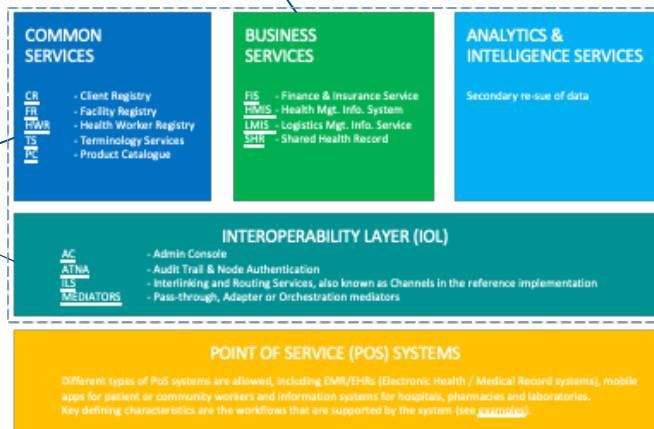 COMMON
SERVICES
CR - Client Registry
FR - Facility Registry
HWR - Health Worker Registry
TS - Terminology Services
PC - Product Catalogue
BUSINESS
SERVICES
FIS - Finance & Insurance Service
HMIS - Health Mgt. Info. System
LMIS - Logistics Mgt. Info. Service
SHR - Shared Health Record
ANALYTICS &
INTELLIGENCE SERVICES
Secondary re-sue of data
INTEROPERABILITY LAYER (IOL)
AC - Admin Console
ATNA - Audit Trail & Node Authentication
ILS - Interlinking and Routing Services, also known as Channels in the reference implementation
MEDIATORS - Pass-through, Adapter or Orchestration mediators
POINT OF SERVICE (POS) SYSTEMS
Different types of PoS systems are allowed, including EMR/EHRs (Electronic Health / Medical Record systems), mobile
apps for patient or community workers and information systems for hospitals, pharmacies and laboratories.
Key defining characteristics are the workflows that are supported by the system (see examples).